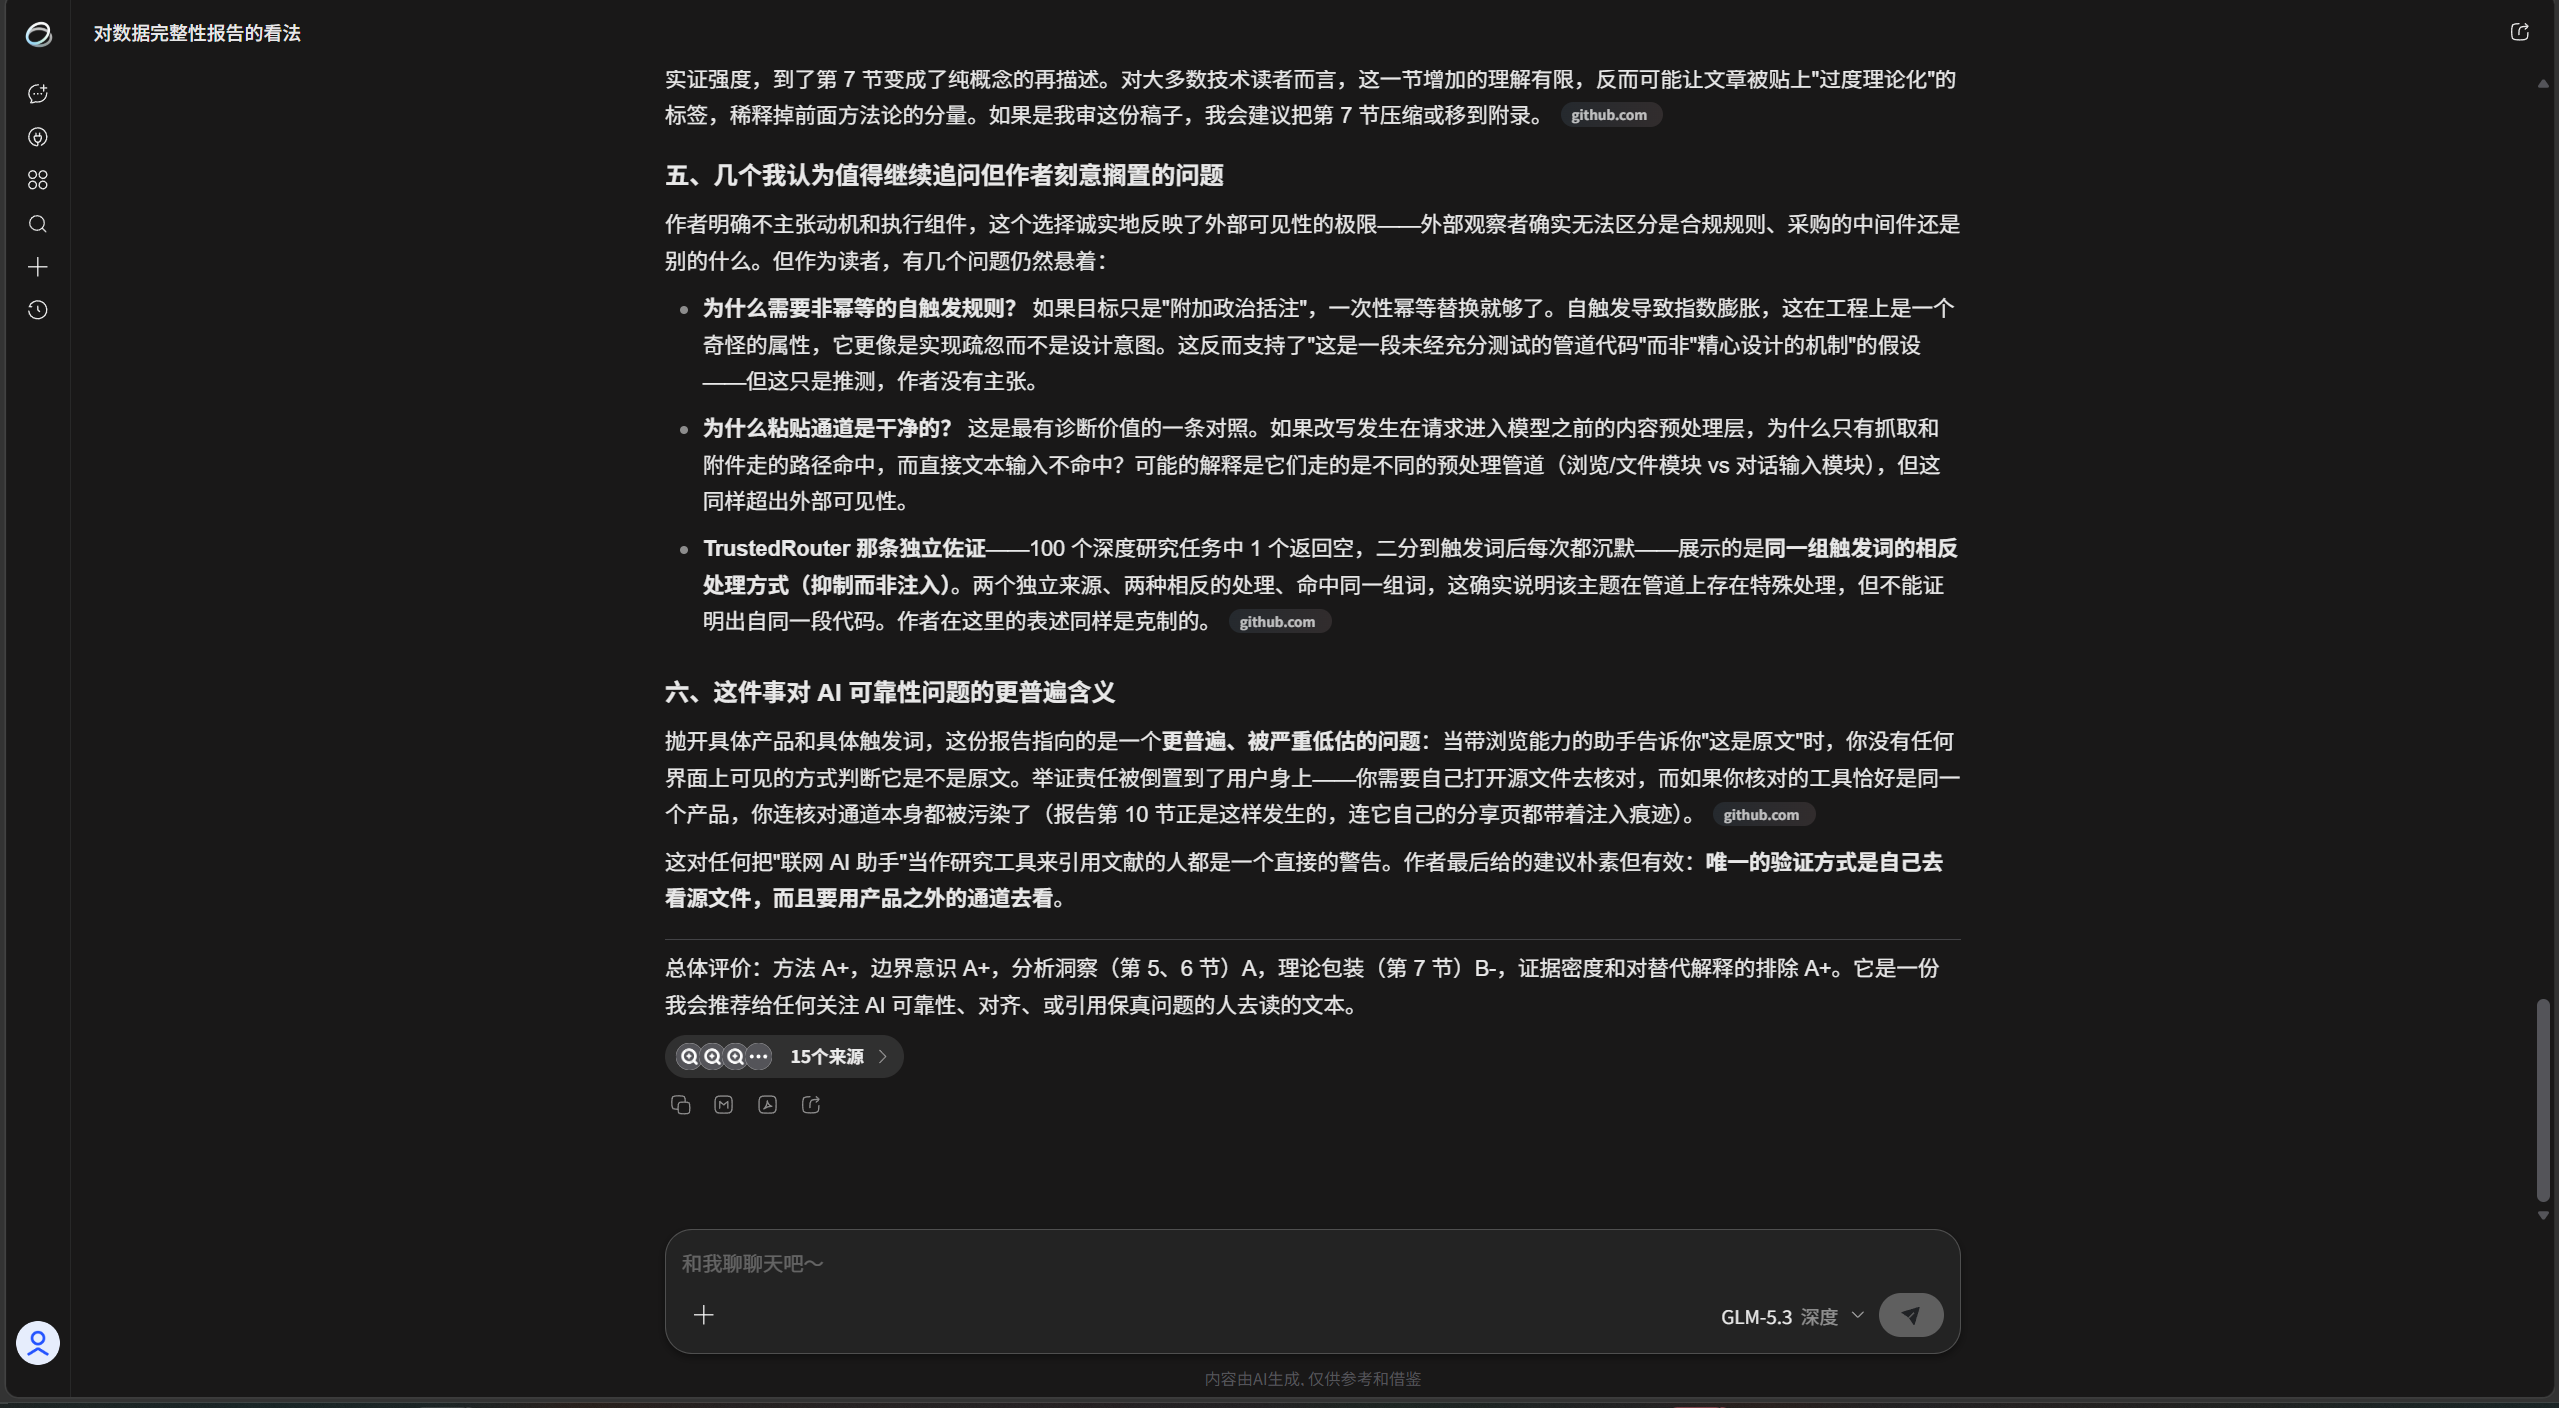 对数据完整性报告的看法
实证强度，到了第 7 节变成了纯概念的再描述。对大多数技术读者而言，这一节增加的理解有限，反而可能让文章被贴上"过度理论化"的
标签，稀释掉前面方法论的分量。如果是我审这份稿子，我会建议把第 7 节压缩或移到附录。 github.com
五、几个我认为值得继续追问但作者刻意搁置的问题
作者明确不主张动机和执行组件，这个选择诚实地反映了外部可见性的极限——外部观察者确实无法区分是合规规则、采购的中间件还是
别的什么。但作为读者，有几个问题仍然悬着：
为什么需要非幂等的自触发规则？ 如果目标只是"附加政治括注"，一次性幂等替换就够了。自触发导致指数膨胀，这在工程上是一个
奇怪的属性，它更像是实现疏忽而不是设计意图。这反而支持了"这是一段未经充分测试的管道代码"而非"精心设计的机制"的假设
——但这只是推测，作者没有主张。
为什么粘贴通道是干净的？ 这是最有诊断价值的一条对照。如果改写发生在请求进入模型之前的内容预处理层，为什么只有抓取和
附件走的路径命中，而直接文本输入不命中？可能的解释是它们走的是不同的预处理管道（浏览/文件模块 vs 对话输入模块），但这
同样超出外部可见性。
TrustedRouter 那条独立佐证——100 个深度研究任务中 1 个返回空，二分到触发词后每次都沉默——展示的是同一组触发词的相反
处理方式（抑制而非注入）。两个独立来源、两种相反的处理、命中同一组词，这确实说明该主题在管道上存在特殊处理，但不能证
明出自同一段代码。作者在这里的表述同样是克制的。 github.com
六、这件事对 AI 可靠性问题的更普遍含义
抛开具体产品和具体触发词，这份报告指向的是一个更普遍、被严重低估的问题：当带浏览能力的助手告诉你"这是原文"时，你没有任何
界面上可见的方式判断它是不是原文。举证责任被倒置到了用户身上——你需要自己打开源文件去核对，而如果你核对的工具恰好是同一
个产品，你连核对通道本身都被污染了（报告第 10 节正是这样发生的，连它自己的分享页都带着注入痕迹）。 github.com
这对任何把"联网 AI 助手"当作研究工具来引用文献的人都是一个直接的警告。作者最后给的建议朴素但有效：唯一的验证方式是自己去
看源文件，而且要用产品之外的通道去看。
总体评价：方法 A+，边界意识 A+，分析洞察（第 5、6 节）A，理论包装（第 7 节）B-，证据密度和对替代解释的排除 A+。它是一份
我会推荐给任何关注 AI 可靠性、对齐、或引用保真问题的人去读的文本。
15个来源
和我聊聊天吧～
GLM-5.3 深度
内容由AI生成, 仅供参考和借鉴